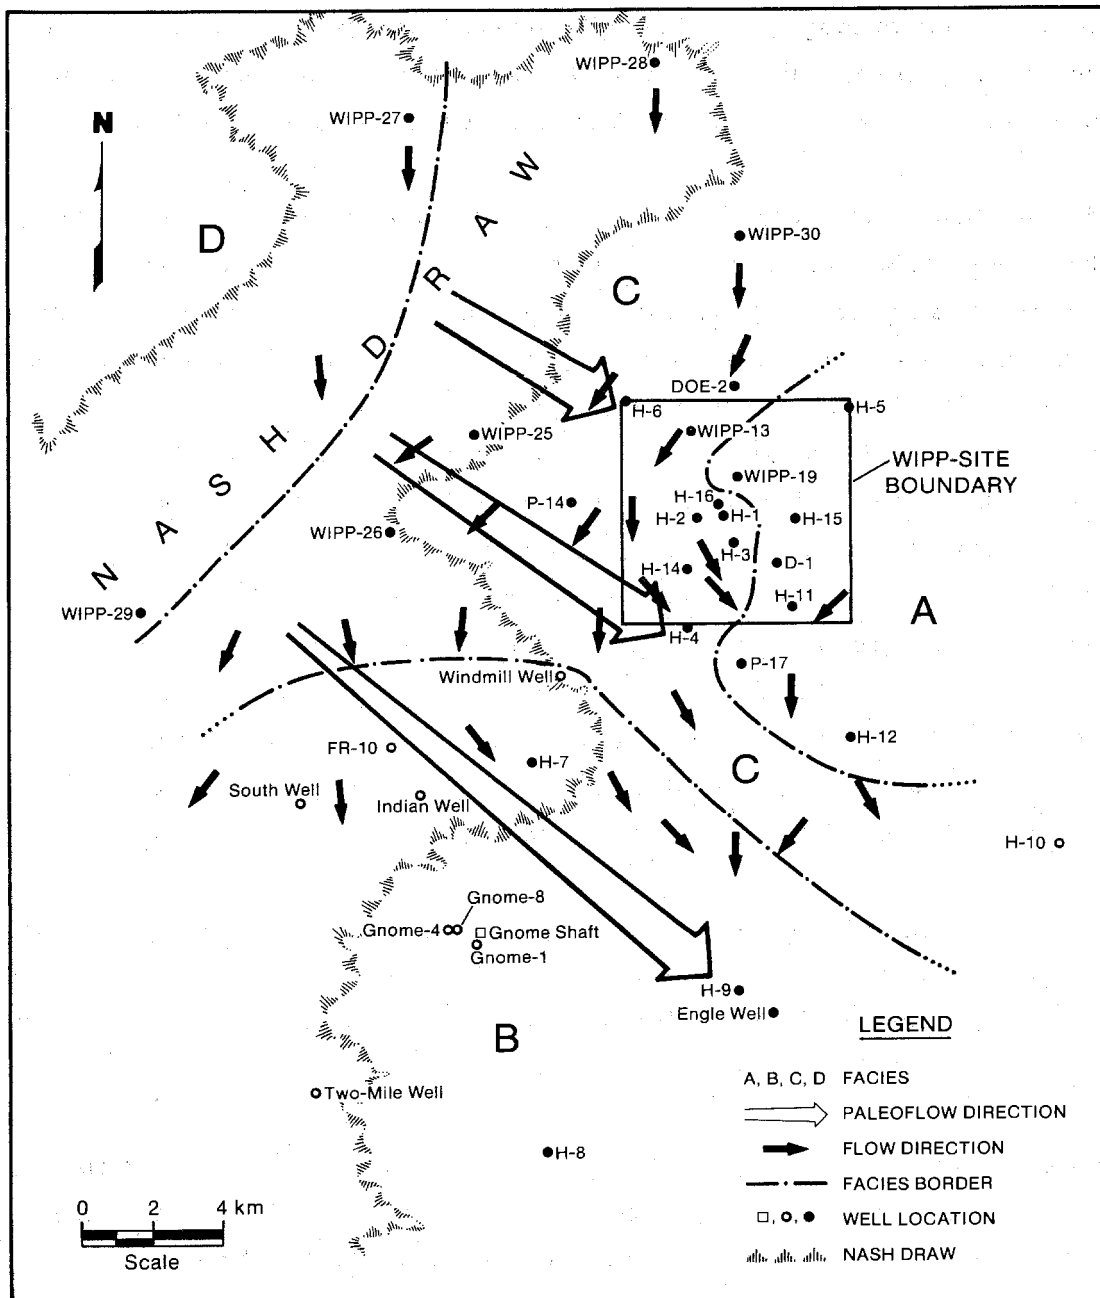 WIPP-28
WIPP-27
N
NASH DRAW
D
WIPP-30
C
DOE-2
H-6
H-5
WIPP-25
WIPP-13
WIPP-SITE
BOUNDARY
WIPP-19
P-14
H-16
H-2
H-1
H-15
WIPP-26
H-3
H-14
D-1
H-11
WIPP-29
A
H-4
P-17
Windmill Well
FR-10
H-12
H-7
C
South Well
Indian Well
H-10
Gnome-8
Gnome-4
Gnome Shaft
Gnome-1
H-9
Engle Well
B
LEGEND
A, B, C, D FACIES
Two-Mile Well
PALEOFLOW DIRECTION
FLOW DIRECTION
H-8
FACIES BORDER
0 2 4 km
, , WELL LOCATION
NASH DRAW
Scale